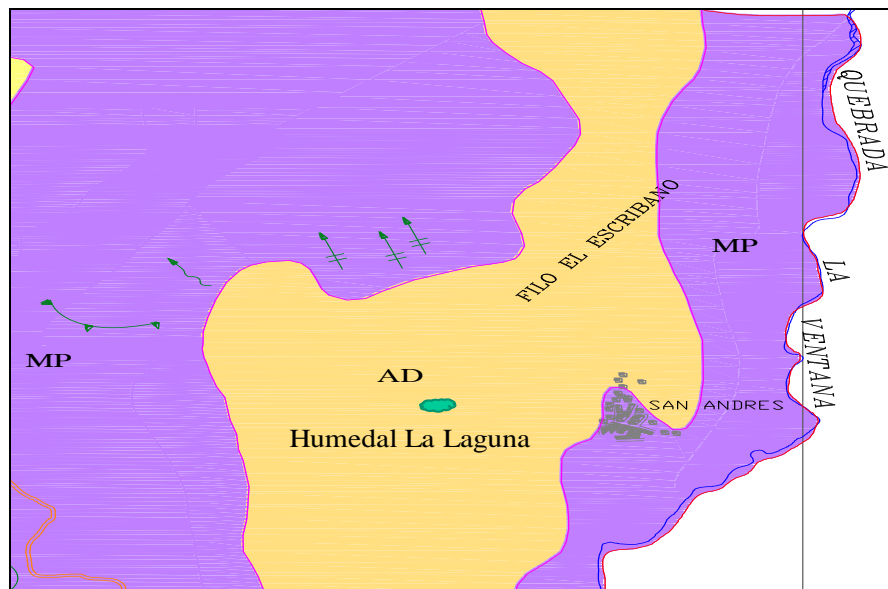 QUEBRADA
LA
VENTANA
FILO EL ESCRIBANO
MP
MP
AD
SAN ANDRES
Humedal La Laguna